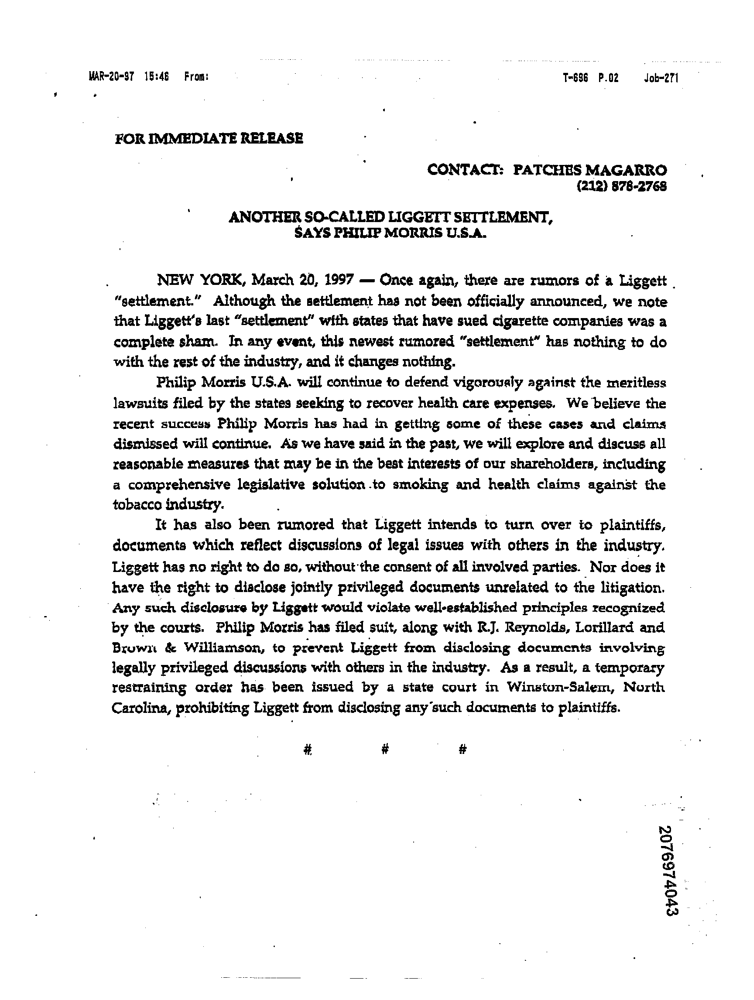 MAR-20-97 15:46 From: T-696 P.02 Job-271
FOR IMMEDIATE RELEASE
CONTACT: PATCHES MAGARRO
(212) 878-2768
ANOTHER SO-CALLED LIGGETT SETTLEMENT,
SAYS PHILIP MORRIS U.S.A.
NEW YORK, March 20, 1997 — Once again, there are rumors of a Liggett
"settlement." Although the settlement has not been officially announced, we note
that Liggett's last "settlement" with states that have sued cigarette companies was a
complete sham. In any event, this newest rumored "settlement" has nothing to do
with the rest of the industry, and it changes nothing.
Philip Morris U.S.A. will continue to defend vigorously against the meritless
lawsuits filed by the states seeking to recover health care expenses. We believe the
recent success Philip Morris has had in getting some of these cases and claims
dismissed will continue. As we have said in the past, we will explore and discuss all
reasonable measures that may be in the best interests of our shareholders, including
a comprehensive legislative solution to smoking and health claims against the
tobacco industry.
It has also been rumored that Liggett intends to turn over to plaintiffs,
documents which reflect discussions of legal issues with others in the industry.
Liggett has no right to do so, without the consent of all involved parties. Nor does it
have the right to disclose jointly privileged documents unrelated to the litigation.
Any such disclosure by Liggett would violate well-established principles recognized
by the courts. Philip Morris has filed suit, along with R.J. Reynolds, Lorillard and
Brown & Williamson, to prevent Liggett from disclosing documents involving
legally privileged discussions with others in the industry. As a result, a temporary
restraining order has been issued by a state court in Winston-Salem, North
Carolina, prohibiting Liggett from disclosing any such documents to plaintiffs.
# # #
2076974043